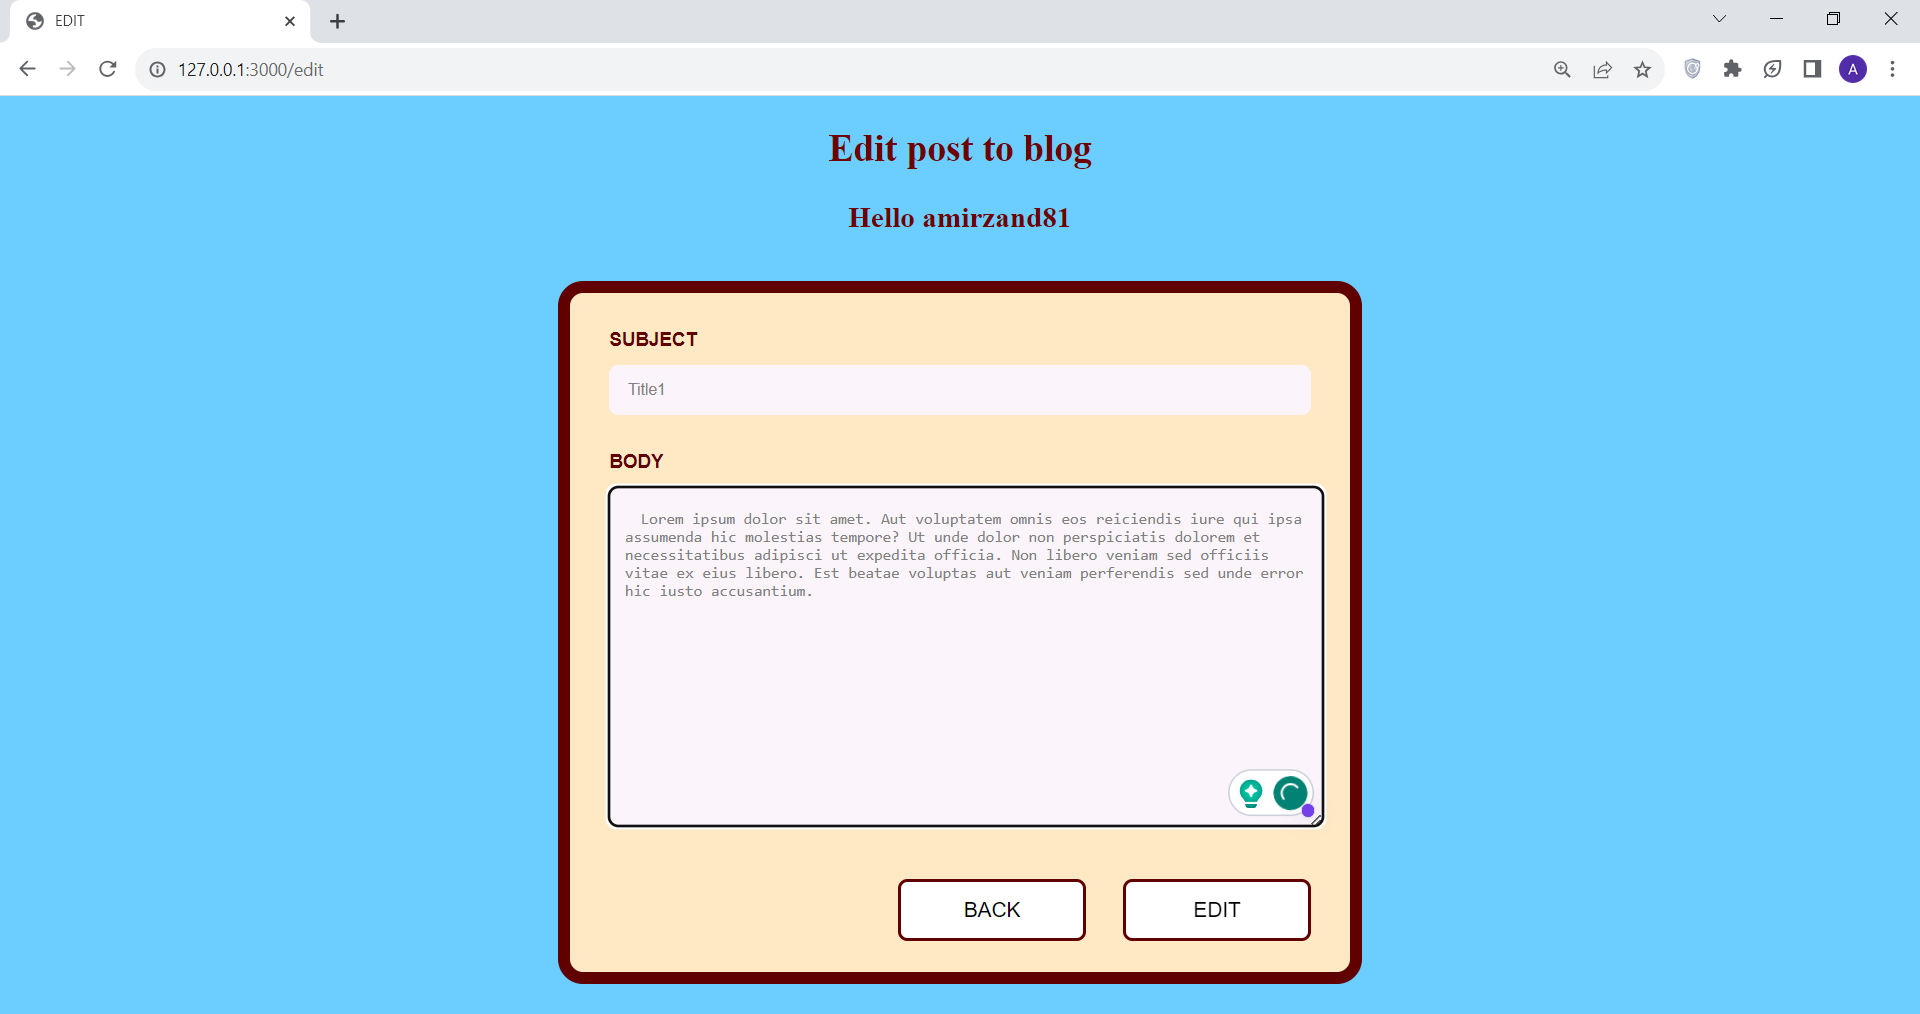 EDIT
127.0.0.1:3000/edit
A
Edit post to blog
Hello amirzand81
SUBJECT
Title1
BODY
Lorem ipsum dolor sit amet. Aut voluptatem omnis eos reiciendis iure qui ipsa
assumenda hic molestias tempore? Ut unde dolor non perspiciatis dolorem et
necessitatibus adipisci ut expedita officia. Non libero veniam sed officiis
vitae ex eius libero. Est beatae voluptas aut veniam perferendis sed unde error
hic iusto accusantium.
BACK EDIT